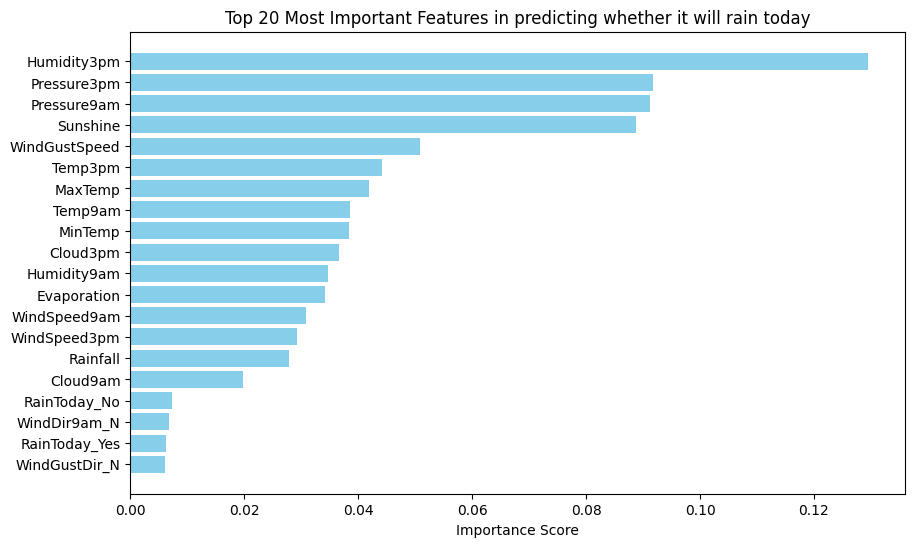 Top 20 Most Important Features in predicting whether it will rain today
Humidity3pm
Pressure3pm
Pressure9am
Sunshine
WindGustSpeed
Temp3pm
MaxTemp
Temp9am
MinTemp
Cloud3pm
Humidity9am
Evaporation
WindSpeed9am
WindSpeed3pm
Rainfall
Cloud9am
RainToday_No
WindDir9am_N
RainToday_Yes
WindGustDir_N
0.00 0.02 0.04 0.06 0.08 0.10 0.12
Importance Score